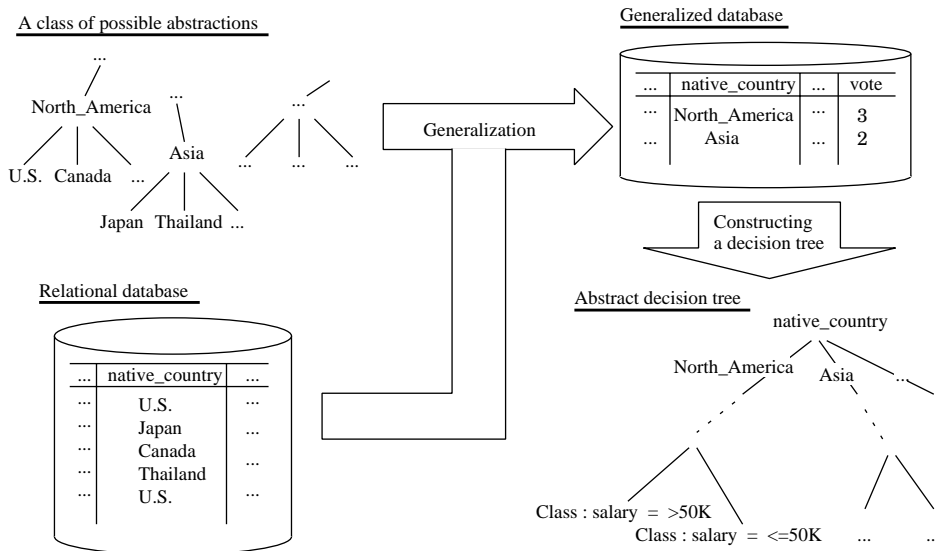 A class of possible abstractions
...
North_America
U.S. Canada ...
...
Asia
Japan Thailand ...
...
... ... ...
Generalization
Generalized database
... native_country ... vote
... North_America ... 3
... Asia ... 2
Constructing
a decision tree
Relational database
... native_country ...
... U.S. ...
... Japan ...
... Canada ...
... Thailand ...
... U.S. ...
Abstract decision tree
native_country
North_America Asia ...
Class : salary = >50K
Class : salary = <=50K ... ...